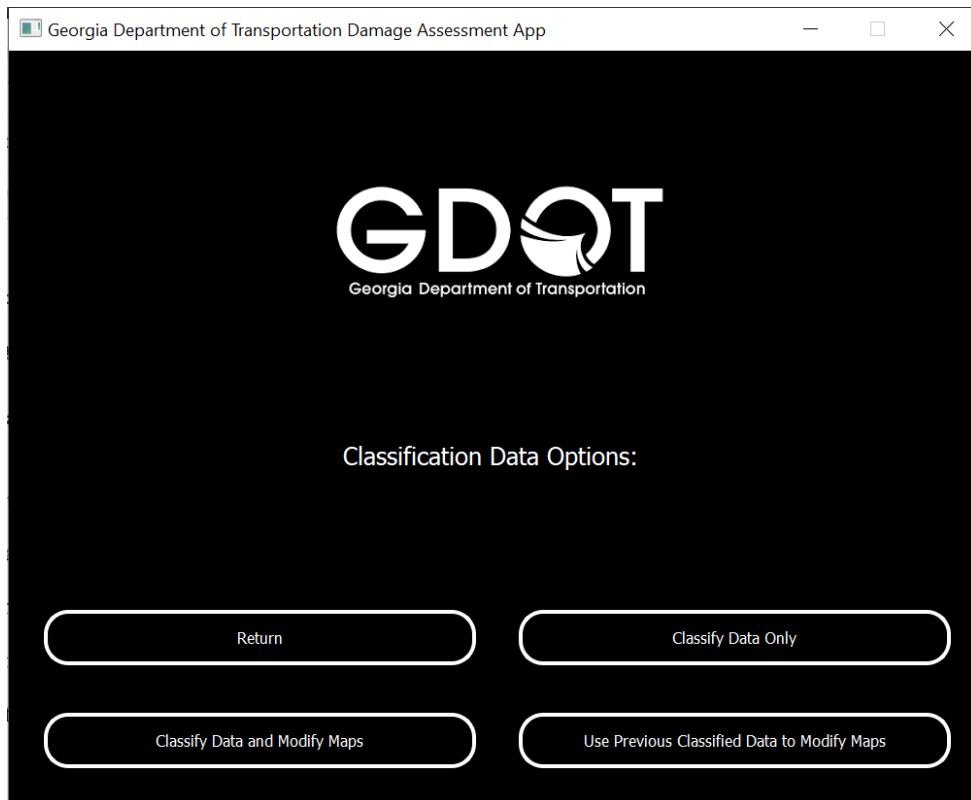 Georgia Department of Transportation Damage Assessment App
GDOT
Georgia Department of Transportation
Classification Data Options:
Return
Classify Data Only
Classify Data and Modify Maps
Use Previous Classified Data to Modify Maps